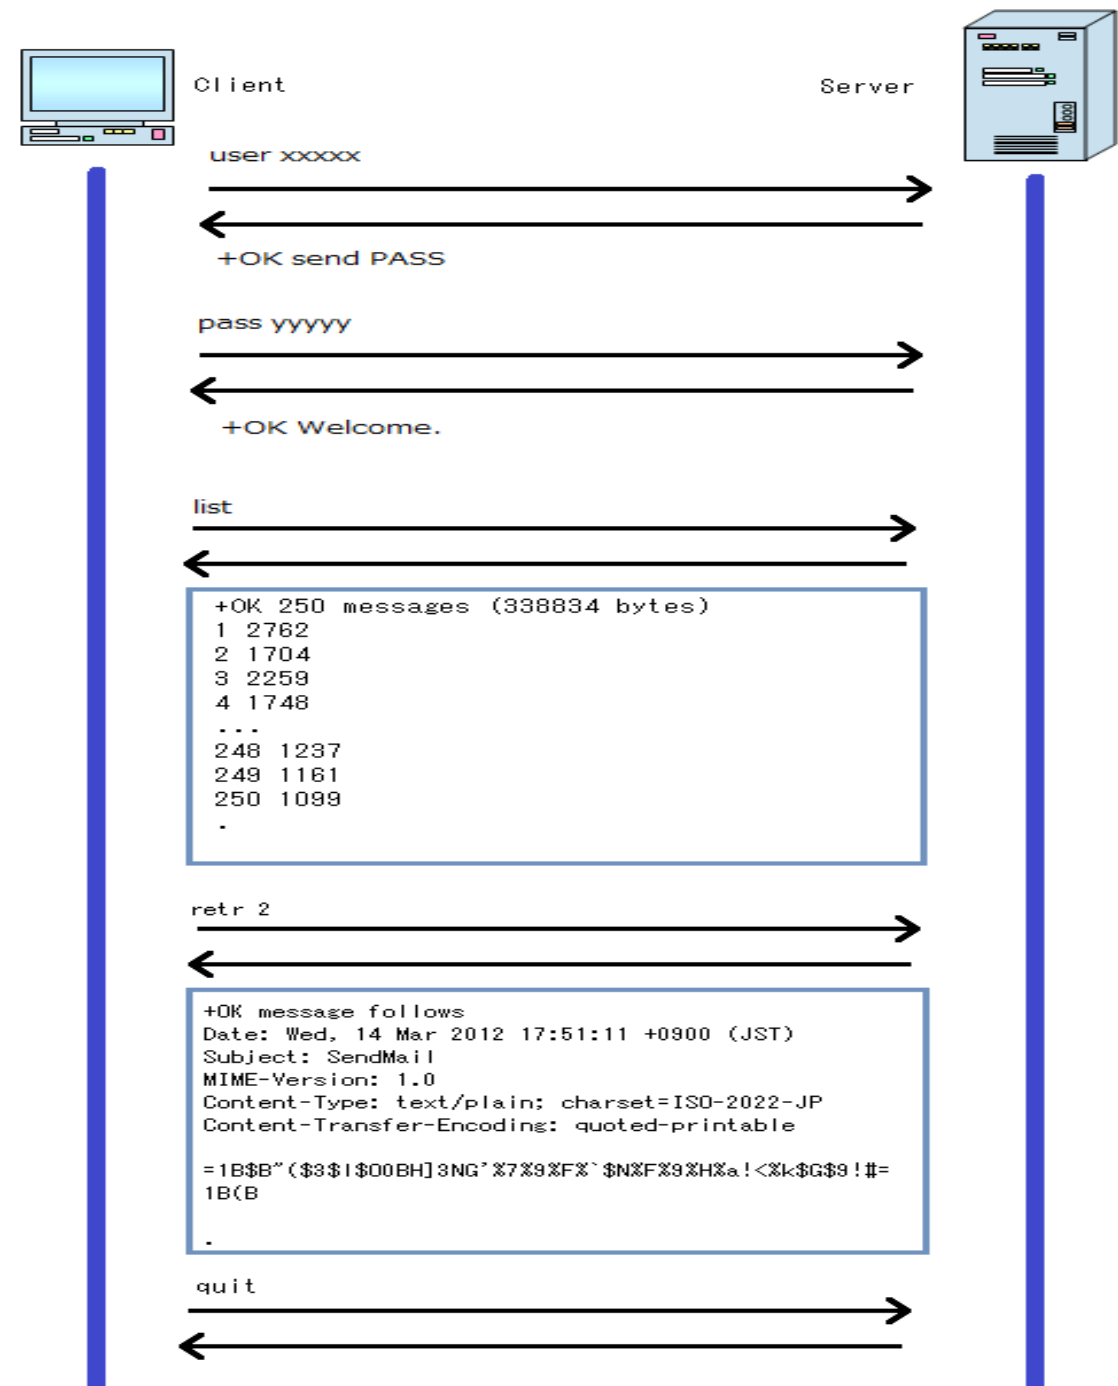 Client
Server
user xxxxx
+OK send PASS
pass yyyyy
+OK Welcome.
list
+OK 250 messages (338834 bytes)
1 2762
2 1704
3 2259
4 1748
...
248 1237
249 1161
250 1099
.
retr 2
+OK message follows
Date: Wed, 14 Mar 2012 17:51:11 +0900 (JST)
Subject: SendMail
MIME-Version: 1.0
Content-Type: text/plain; charset=ISO-2022-JP
Content-Transfer-Encoding: quoted-printable
=1B$B"($3$l$O0BH]3NG'%7%9%F%`$N%F%9%H%a!<%k$G$9!#=
1B(B
.
quit